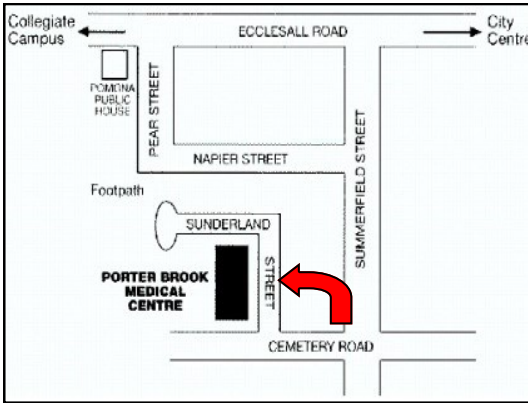 Collegiate
Campus
ECCLESALL ROAD
City
Centre
POMONA
PUBLIC
HOUSE
PEAR STREET
NAPIER STREET
SUMMERFIELD STREET
Footpath
SUNDERLAND
STREET
PORTER BROOK
MEDICAL
CENTRE
CEMETERY ROAD